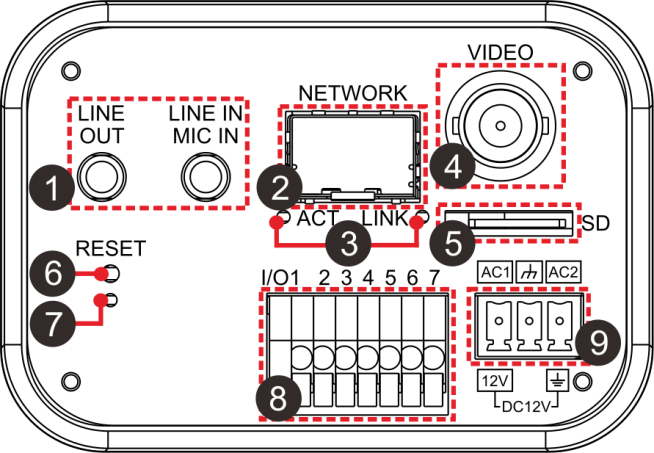 VIDEO
NETWORK
LINE OUT
LINE IN
MIC IN
1
2
4
ACT LINK
3
5
SD
RESET
6
7
I/O1 2 3 4 5 6 7
AC1 AC2
8
9
12V
DC12V